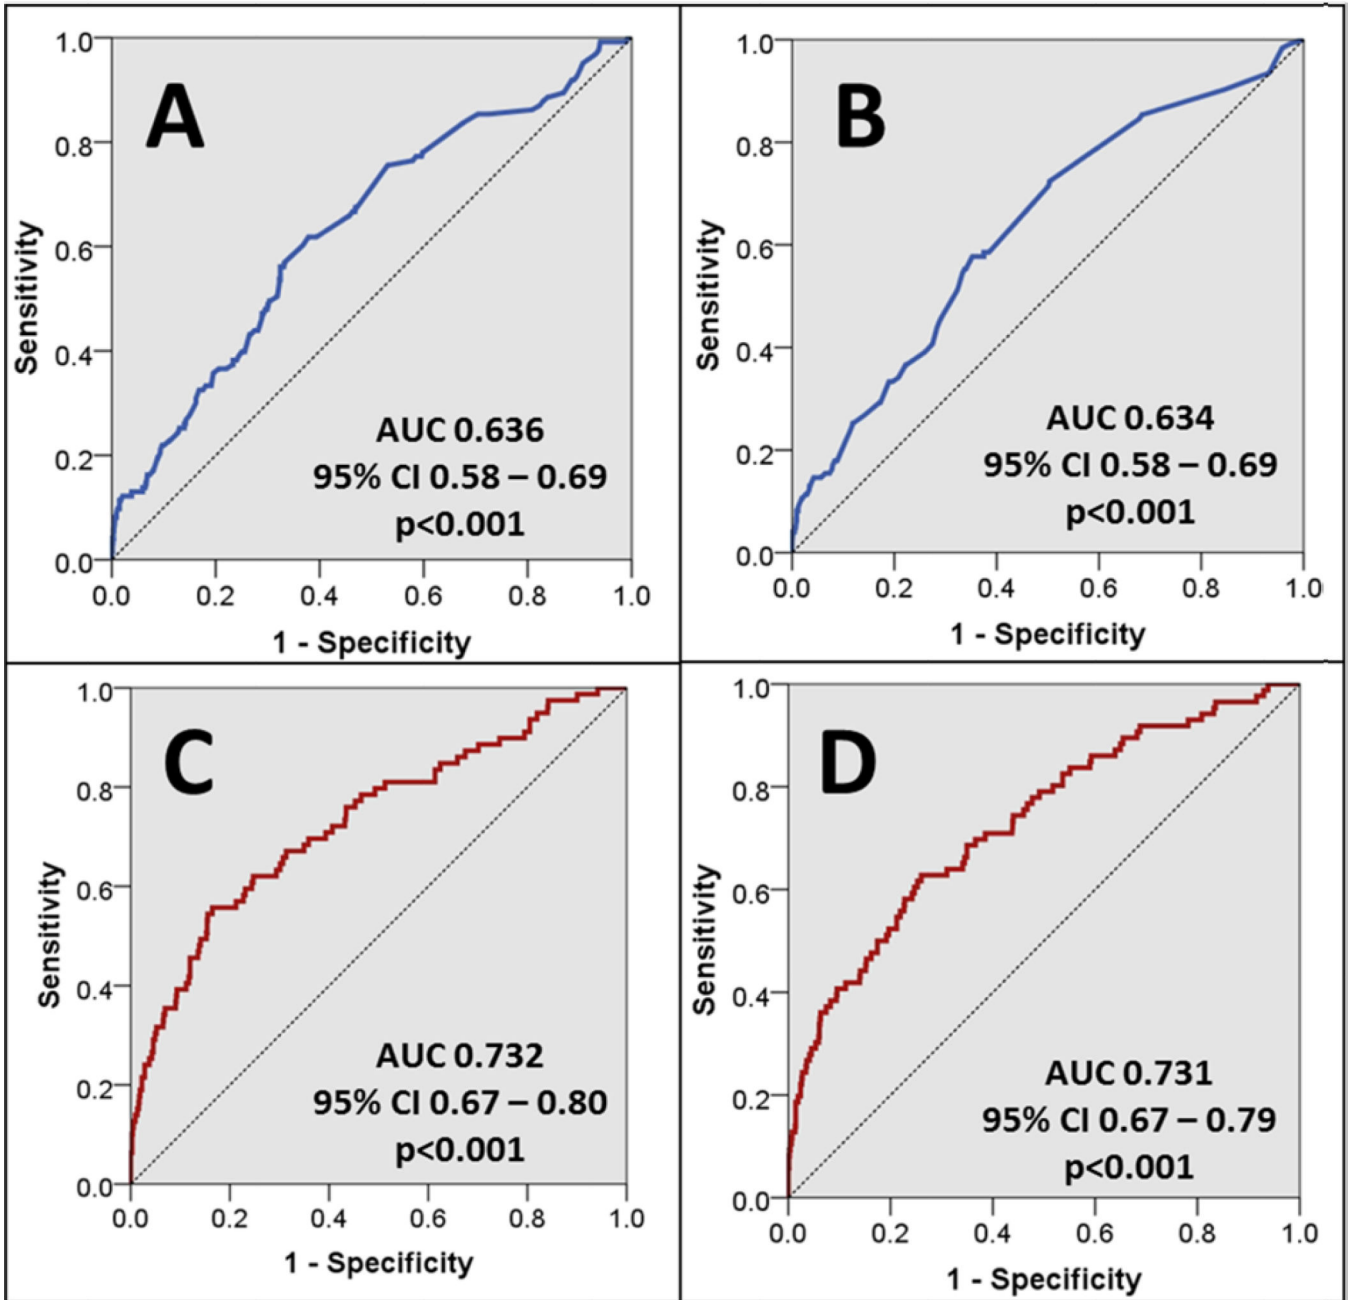 A
1.0
0.8
0.6
0.4
0.2
0.0
Sensitivity
AUC 0.636
95% CI 0.58 – 0.69
p<0.001
0.0 0.2 0.4 0.6 0.8 1.0
1 - Specificity
B
1.0
0.8
0.6
0.4
0.2
0.0
Sensitivity
AUC 0.634
95% CI 0.58 – 0.69
p<0.001
0.0 0.2 0.4 0.6 0.8 1.0
1 - Specificity
C
1.0
0.8
0.6
0.4
0.2
0.0
Sensitivity
AUC 0.732
95% CI 0.67 – 0.80
p<0.001
0.0 0.2 0.4 0.6 0.8 1.0
1 - Specificity
D
1.0
0.8
0.6
0.4
0.2
0.0
Sensitivity
AUC 0.731
95% CI 0.67 – 0.79
p<0.001
0.0 0.2 0.4 0.6 0.8 1.0
1 - Specificity